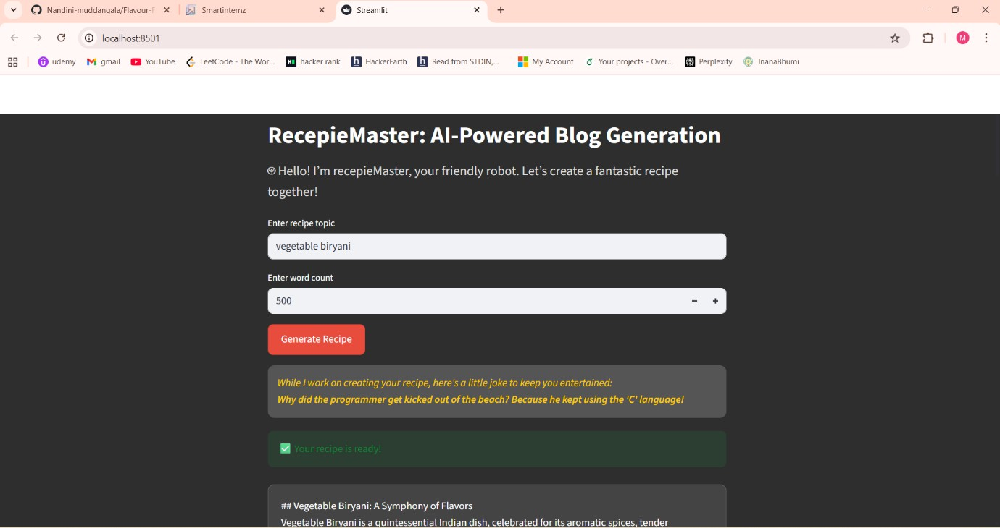 Nandini-muddangala/Flavour-F
Smartinternz
Streamlit
localhost:8501
M
udemy
gmail
YouTube
LeetCode - The Wor...
hacker rank
HackerEarth
Read from STDIN,...
My Account
Your projects - Over...
Perplexity
JnanaBhumi
RecepieMaster: AI-Powered Blog Generation
Hello! I'm recepieMaster, your friendly robot. Let's create a fantastic recipe
together!
Enter recipe topic
vegetable biryani
Enter word count
500
Generate Recipe
While I work on creating your recipe, here's a little joke to keep you entertained:
Why did the programmer get kicked out of the beach? Because he kept using the 'C' language!
Your recipe is ready!
## Vegetable Biryani: A Symphony of Flavors
Vegetable Biryani is a quintessential Indian dish, celebrated for its aromatic spices, tender